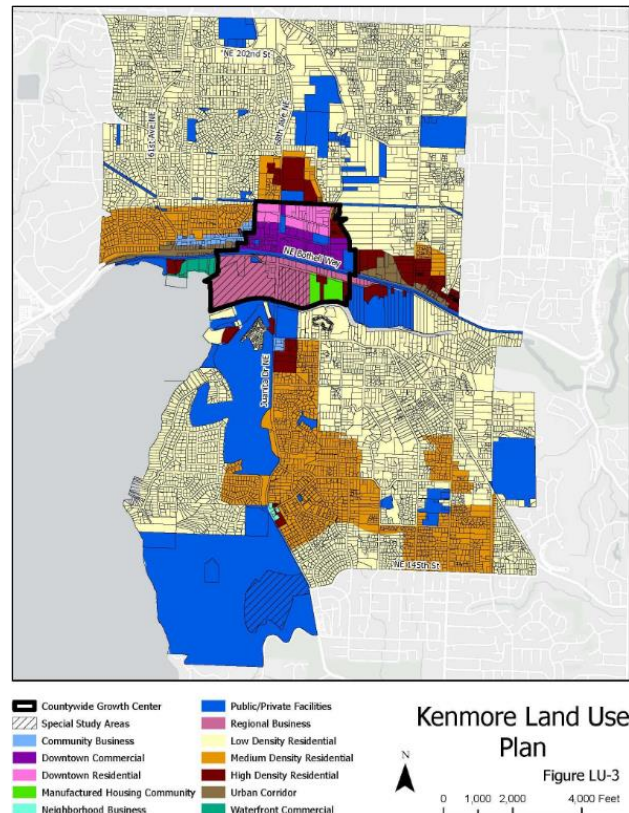 NE 202nd St
61st Ave NE
NE Bothell Way
Juanita Dr NE
NE 145th St
Countywide Growth Center
Special Study Areas
Community Business
Downtown Commercial
Downtown Residential
Manufactured Housing Community
Neighborhood Business
Public/Private Facilities
Regional Business
Low Density Residential
Medium Density Residential
High Density Residential
Urban Corridor
Waterfront Commercial
Kenmore Land Use
Plan
Figure LU-3
N
0 1,000 2,000 4,000 Feet